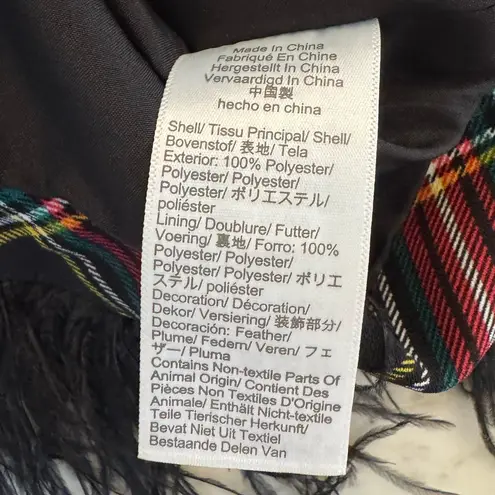 Made In China
Fabriqué En Chine
Hergestellt In China
Vervaardigd In China
中国製
hecho en china
Shell/ Tissu Principal/ Shell/
Bovenstof/ 表地/ Tela
Exterior: 100% Polyester/
Polyester/ Polyester/
Polyester/ ポリエステル/
poliéster
Lining/ Doublure/ Futter/
Voering/ 裏地/ Forro: 100%
Polyester/ Polyester/
Polyester/ Polyester/ ポリエ
ステル/ poliéster
Decoration/ Décoration/
Dekor/ Versiering/ 装飾部分/
Decoración: Feather/
Plume/ Federn/ Veren/ フェ
ザー/ Pluma
Contains Non-textile Parts Of
Animal Origin/ Contient Des
Pièces Non Textiles D'Origine
Animale/ Enthält Nicht-textile
Teile Tierischer Herkunft/
Bevat Niet Uit Textiel
Bestaande Delen Van